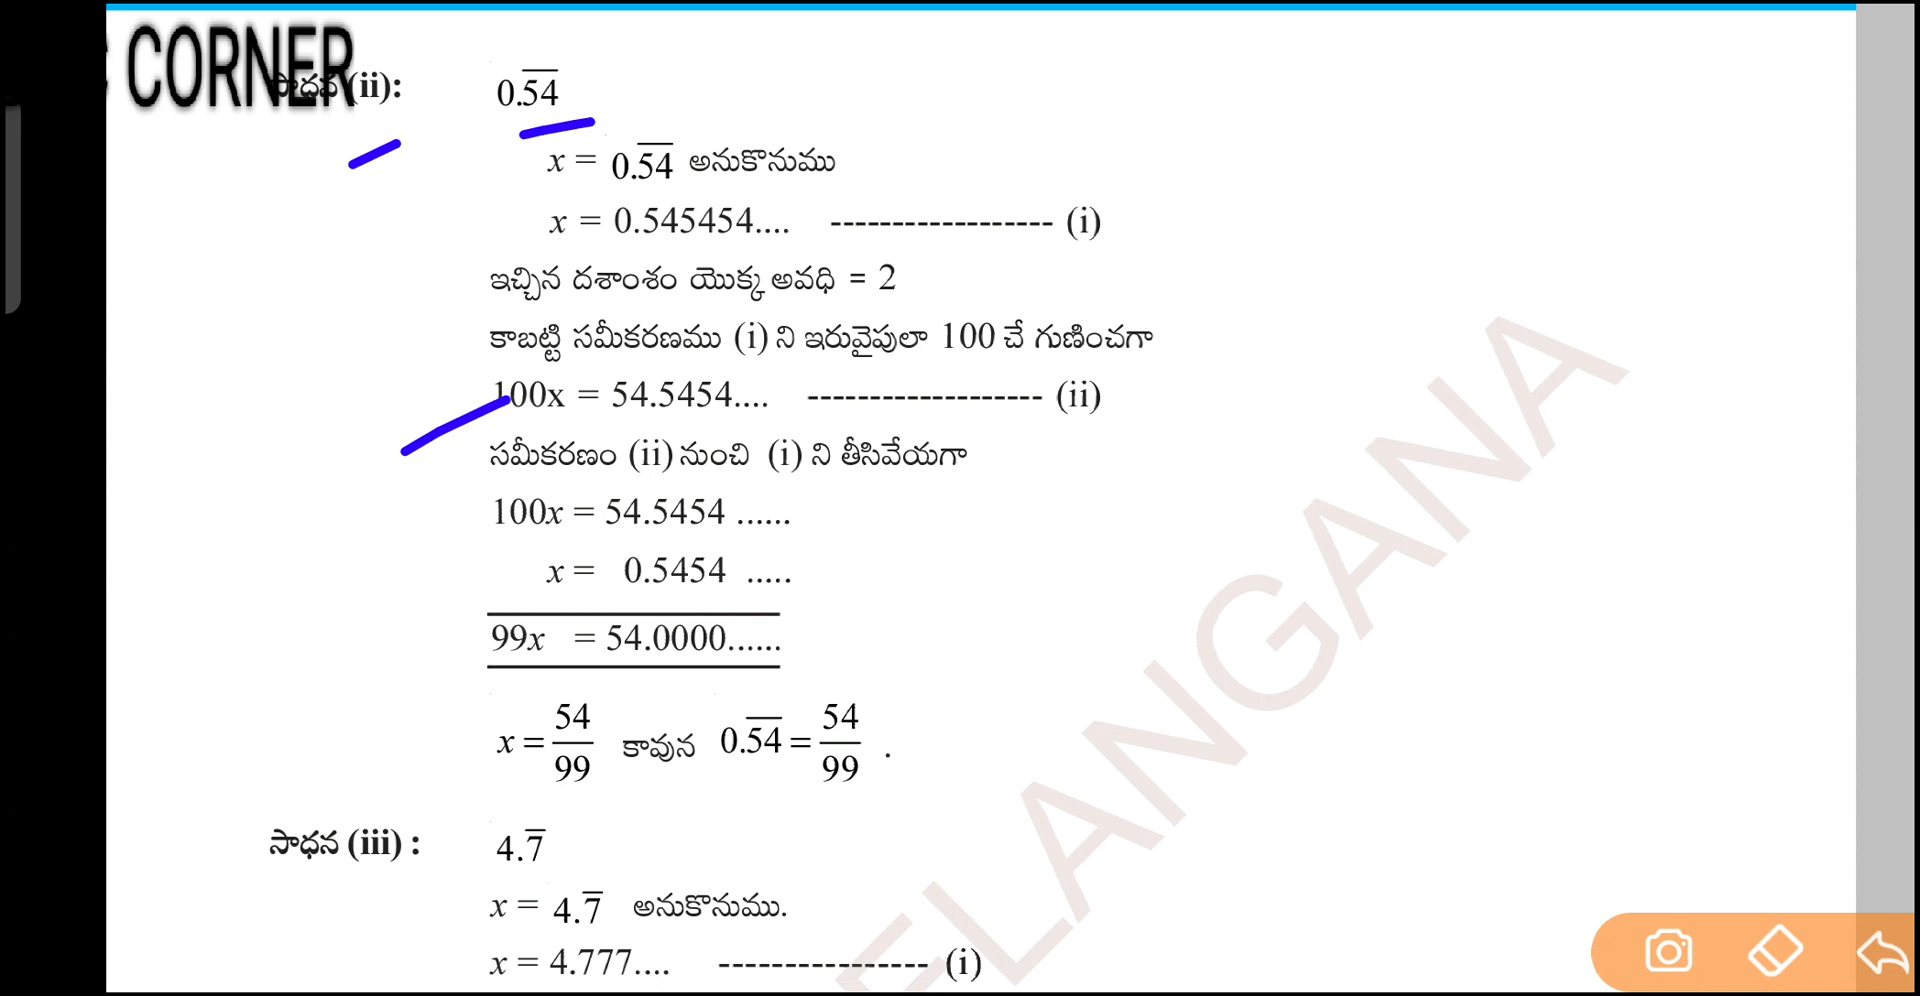 CORNER
సాధన (ii): 0.5̅4̅
x = 0.5̅4̅ అనుకొనుము
x = 0.545454.... ------------------ (i)
ఇచ్చిన దశాంశం యొక్క అవధి = 2
కాబట్టి సమీకరణము (i) ని ఇరువైపులా 100 చే గుణించగా
100x = 54.5454.... ------------------- (ii)
సమీకరణం (ii) నుంచి (i) ని తీసివేయగా
100x = 54.5454 ......
x = 0.5454 .....
99x = 54.0000......
x = 54/99 కావున 0.5̅4̅ = 54/99 .
సాధన (iii) : 4.7̅
x = 4.7̅ అనుకొనుము.
x = 4.777.... ----------------- (i)
ELANGANA